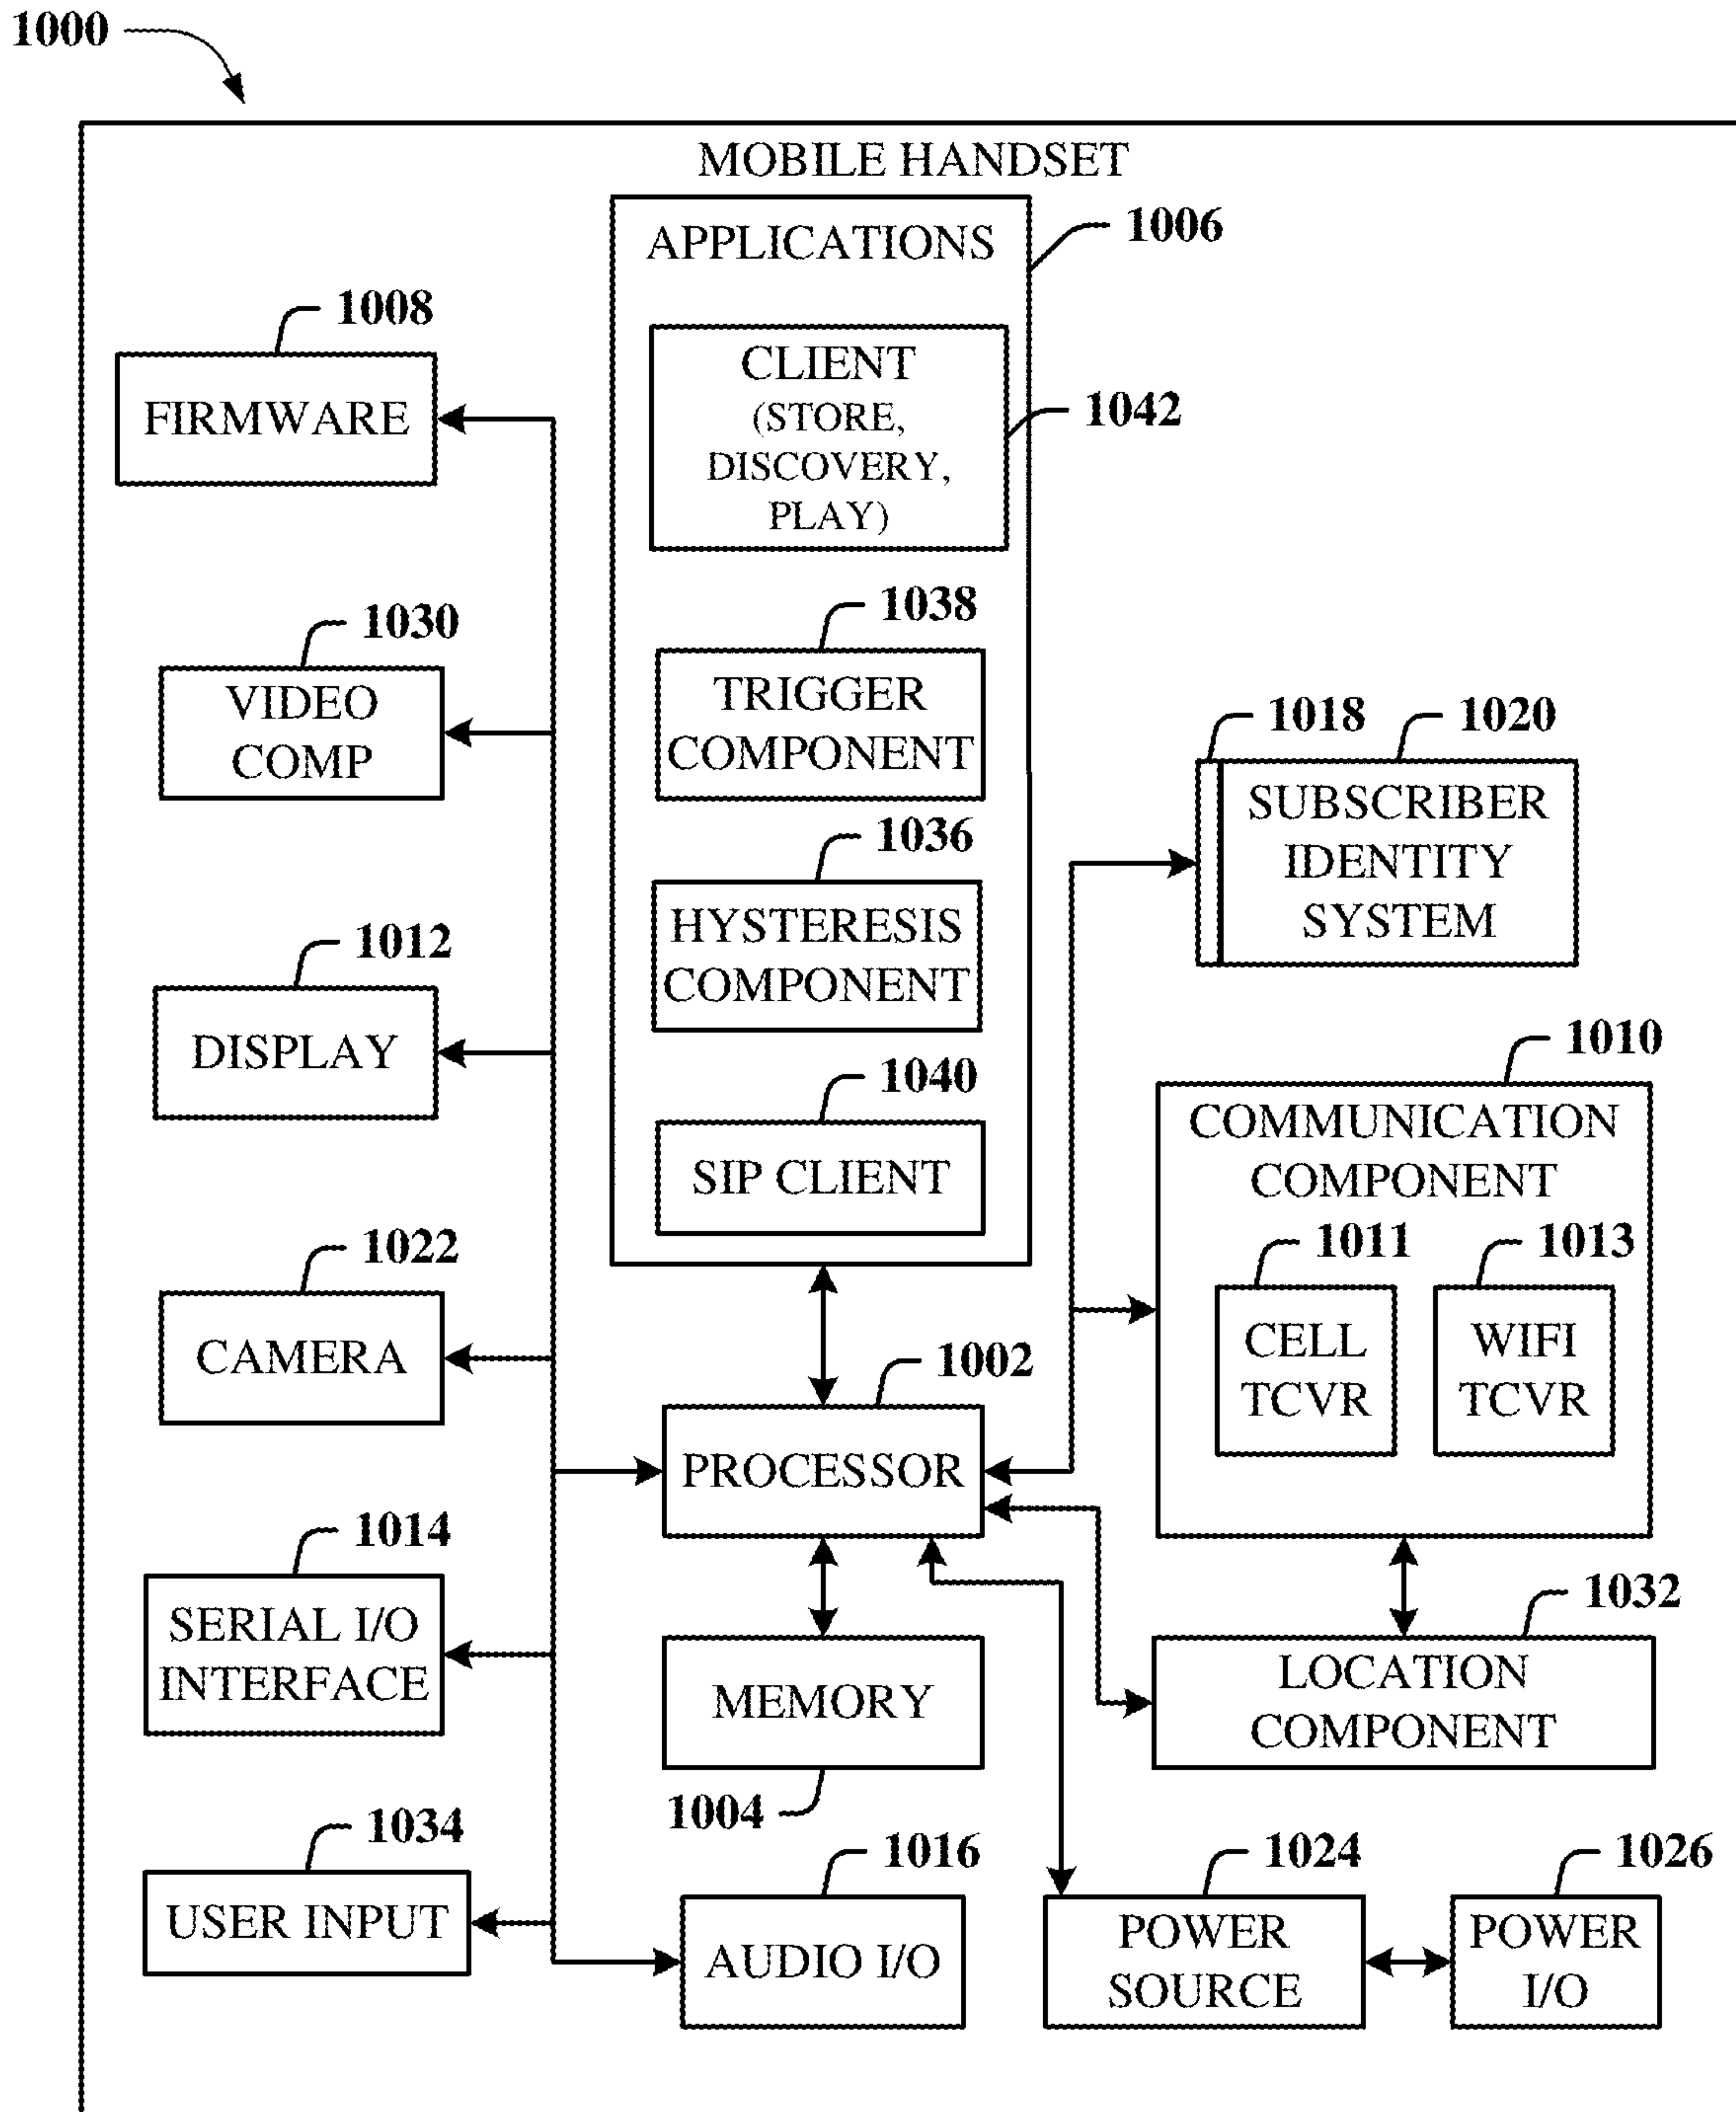 1000
MOBILE HANDSET
APPLICATIONS
1006
CLIENT
(STORE,
DISCOVERY,
PLAY)
1042
1008
FIRMWARE
1038
TRIGGER
COMPONENT
1030
VIDEO
COMP
1018
1020
SUBSCRIBER
IDENTITY
SYSTEM
1036
HYSTERESIS
COMPONENT
1012
DISPLAY
1040
SIP CLIENT
1010
COMMUNICATION
COMPONENT
1011
CELL
TCVR
1013
WIFI
TCVR
1022
CAMERA
1002
PROCESSOR
1014
SERIAL I/O
INTERFACE
MEMORY
1004
1032
LOCATION
COMPONENT
1034
USER INPUT
1016
AUDIO I/O
1024
POWER
SOURCE
1026
POWER
I/O